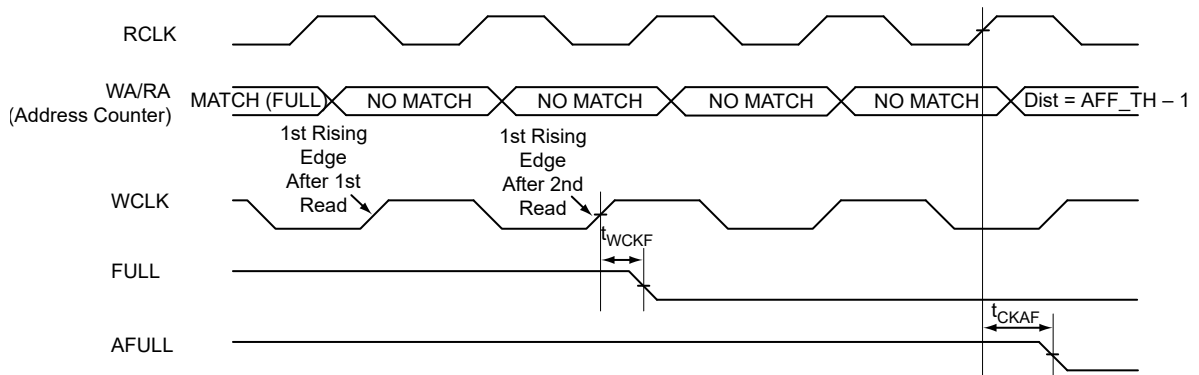 RCLK
WA/RA
(Address Counter)
MATCH (FULL)
NO MATCH
NO MATCH
NO MATCH
NO MATCH
Dist = AFF_TH – 1
1st Rising
Edge
After 1st
Read
1st Rising
Edge
After 2nd
Read
WCLK
tWCKF
FULL
tCKAF
AFULL